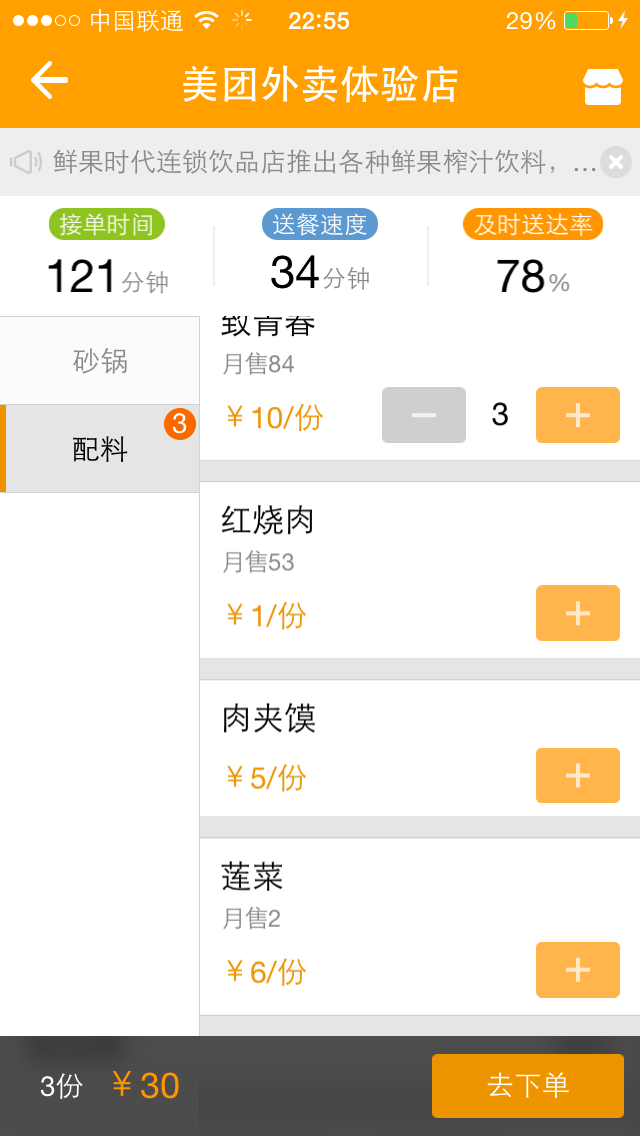 中国联通 22:55 29%
美团外卖体验店
鲜果时代连锁饮品店推出各种鲜果榨汁饮料，...
接单时间 送餐速度 及时送达率
121分钟 34分钟 78%
砂锅
配料 3
致青春
月售84
￥10/份 3
红烧肉
月售53
￥1/份
肉夹馍
￥5/份
莲菜
月售2
￥6/份
3份 ￥30 去下单